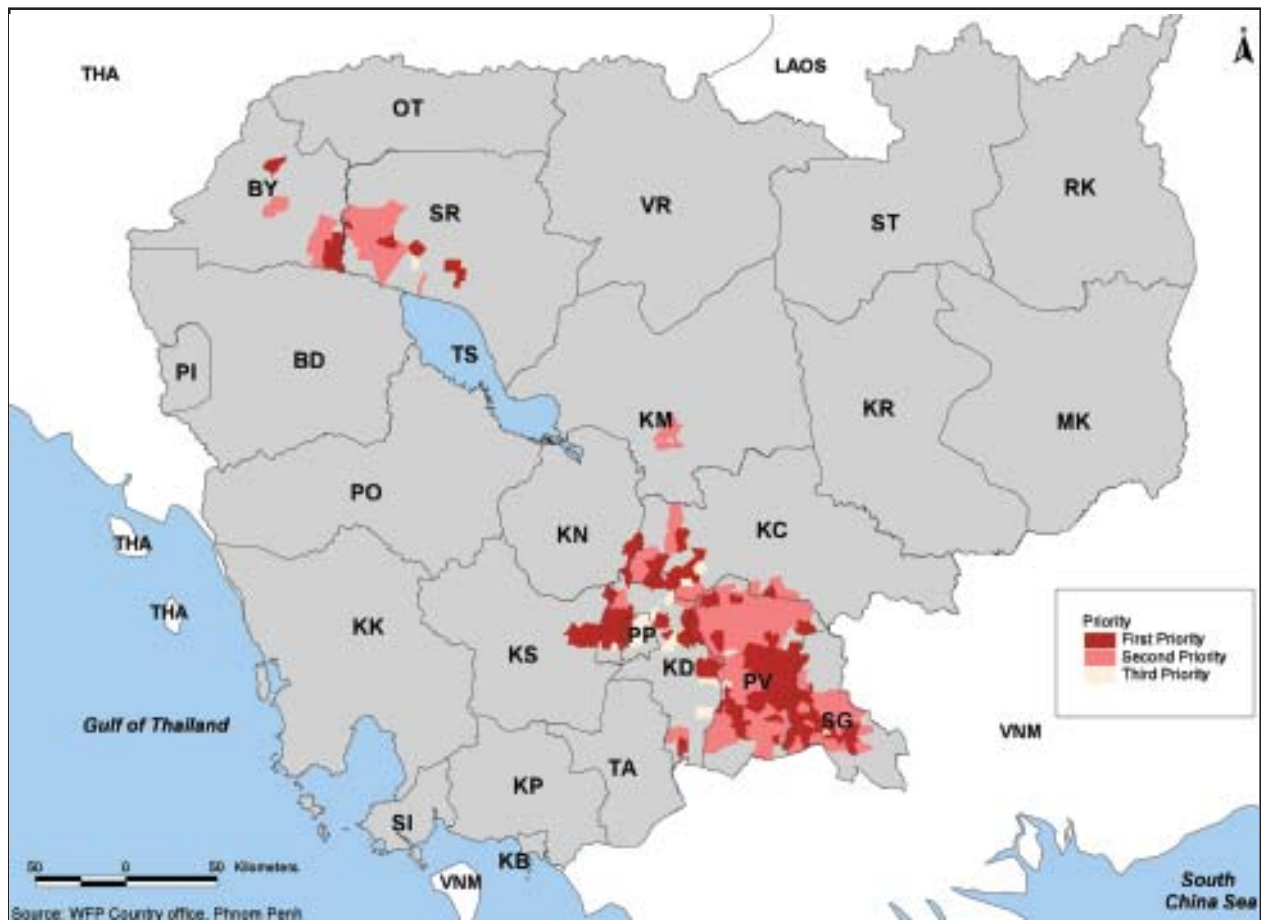 THA
LAOS
OT
BY
SR
VR
ST
RK
TS
PI
BD
KM
KR
MK
PO
KN
KC
THA
THA
KK
KS
PP
KD
PV
SG
Priority
First Priority
Second Priority
Third Priority
Gulf of Thailand
VNM
TA
KP
SI
KB
VNM
50 0 50 Kilometers
South
China Sea
Source: WFP Country office, Phnom Penh